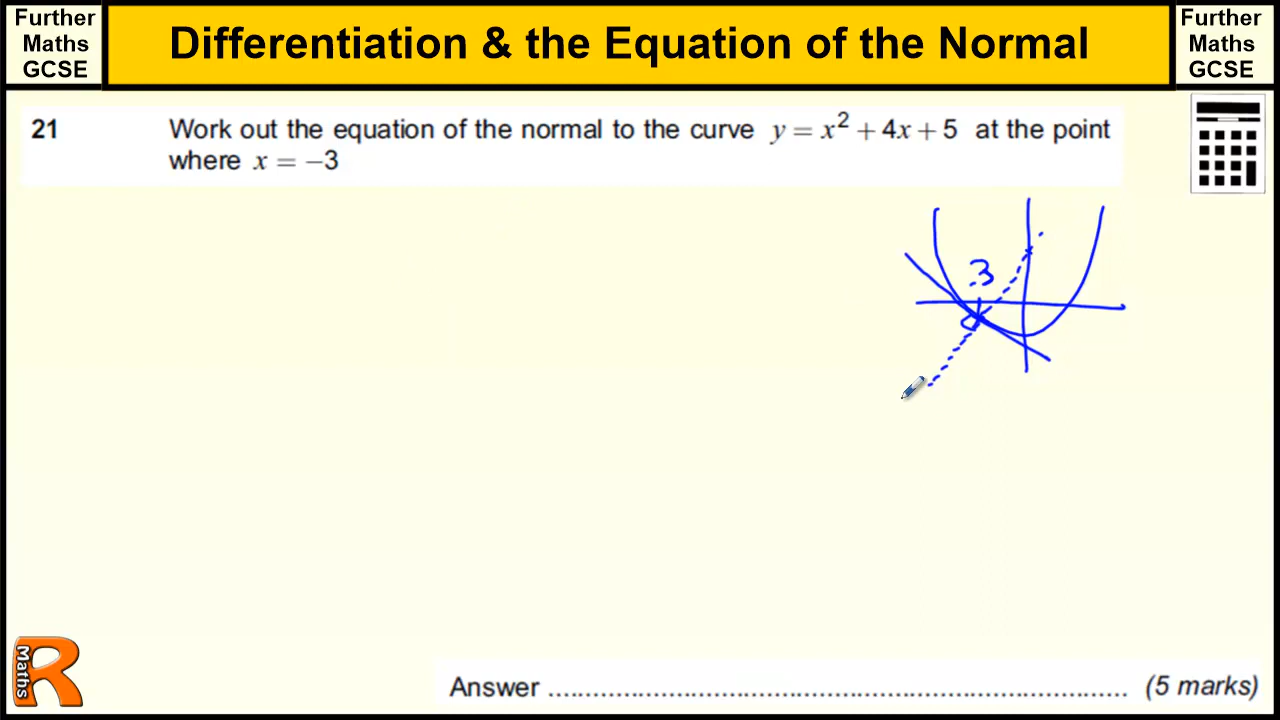 Further
Maths
GCSE
Differentiation & the Equation of the Normal
Further
Maths
GCSE
21 Work out the equation of the normal to the curve y = x² + 4x + 5 at the point
where x = −3
-3
Maths R
Answer ................................................................................ (5 marks)